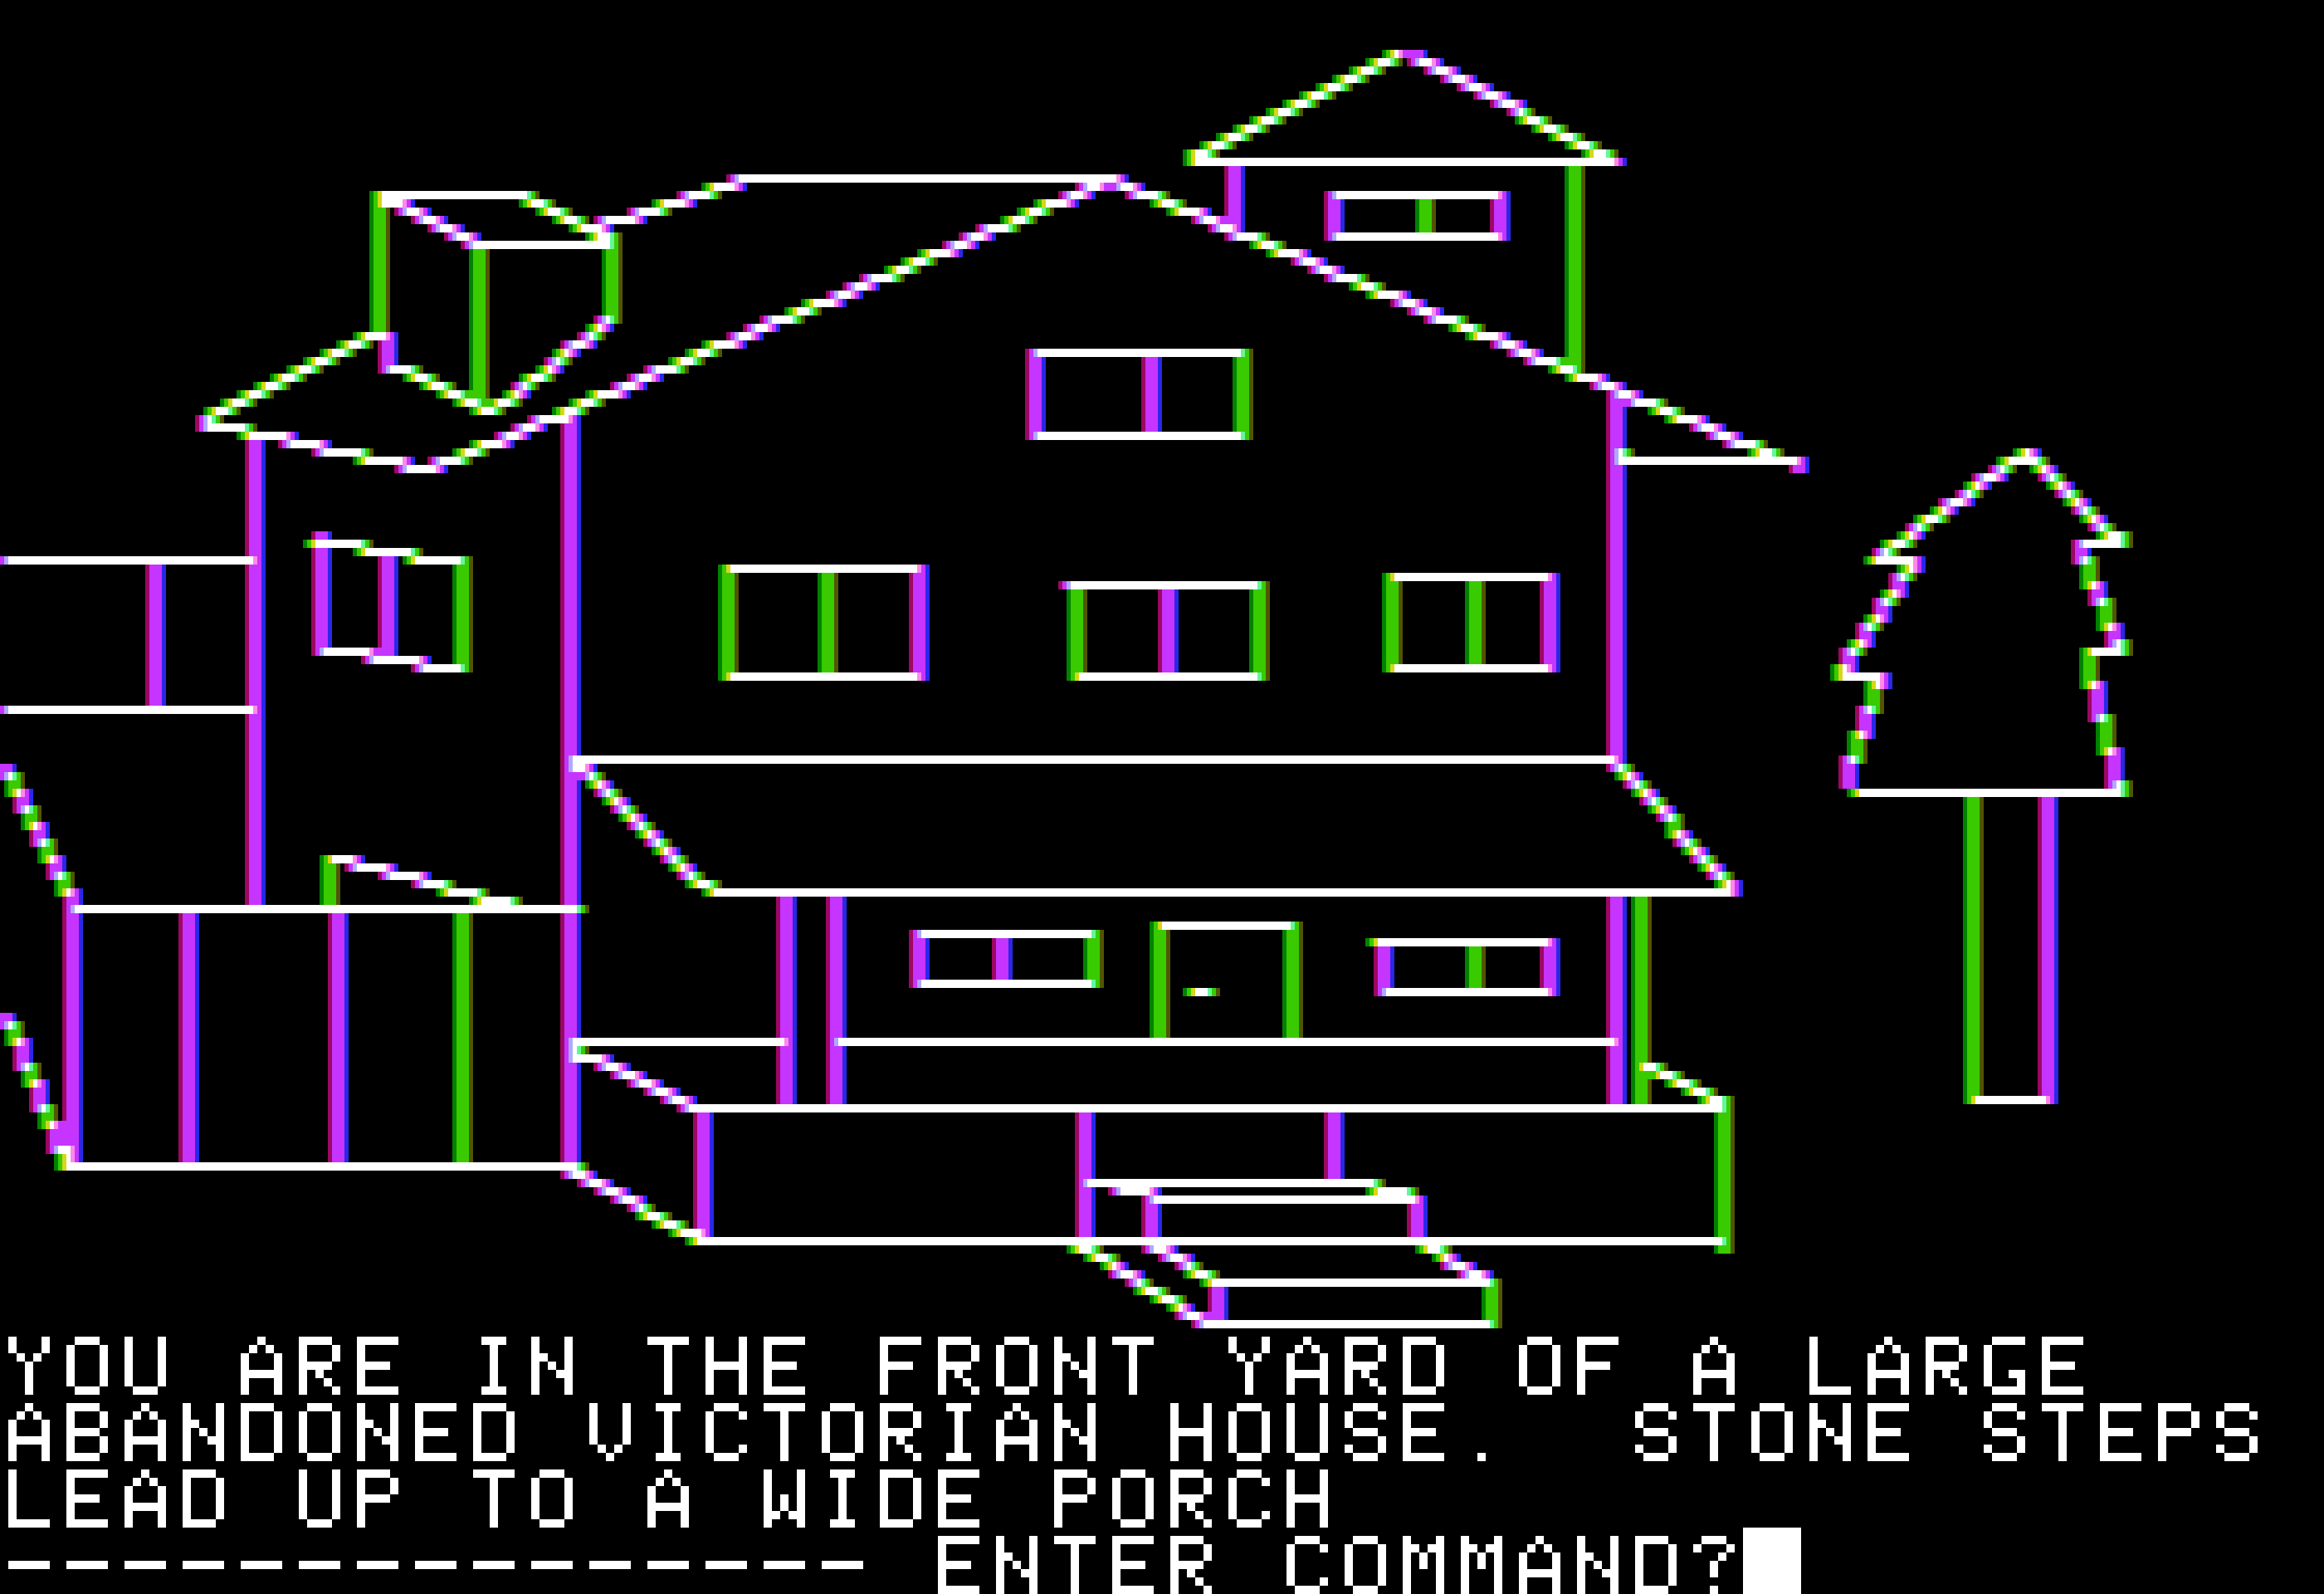 YOU ARE IN THE FRONT YARD OF A LARGE
ABANDONED VICTORIAN HOUSE.  STONE STEPS
LEAD UP TO A WIDE PORCH
--------------- ENTER COMMAND?